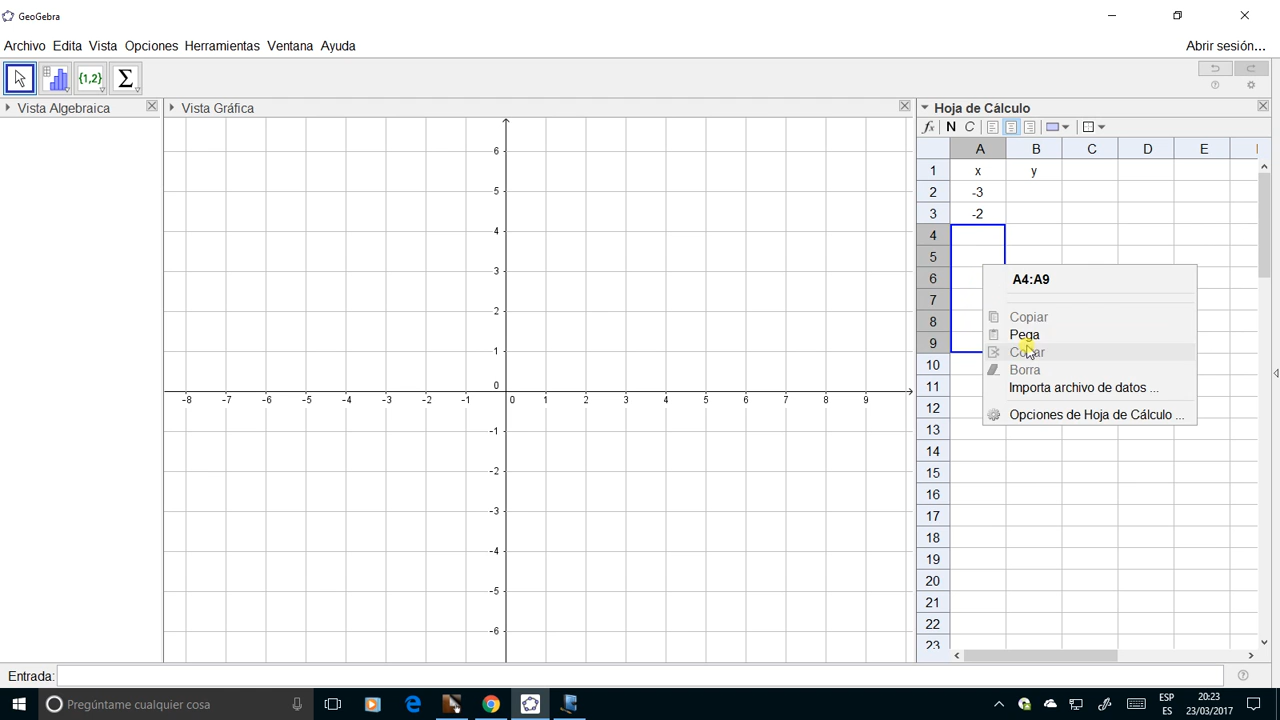 GeoGebra
Archivo Edita Vista Opciones Herramientas Ventana Ayuda
Abrir sesión...
{1,2} Σ
Vista Algebraica
Vista Gráfica
Hoja de Cálculo
fx N C
A B C D E
1 x y
2 -3
3 -2
4
5
6
7
8
9
10
11
12
13
14
15
16
17
18
19
20
21
22
23
A4:A9
Copiar
Pega
Importa archivo de datos ...
Borra
Opciones de Hoja de Cálculo ...
6
5
4
3
2
1
0
-8 -7 -6 -5 -4 -3 -2 -1 0 1 2 3 4 5 6 7 8 9
-1
-2
-3
-4
-5
-6
Entrada:
Pregúntame cualquier cosa
ESP
ES
20:23
23/03/2017